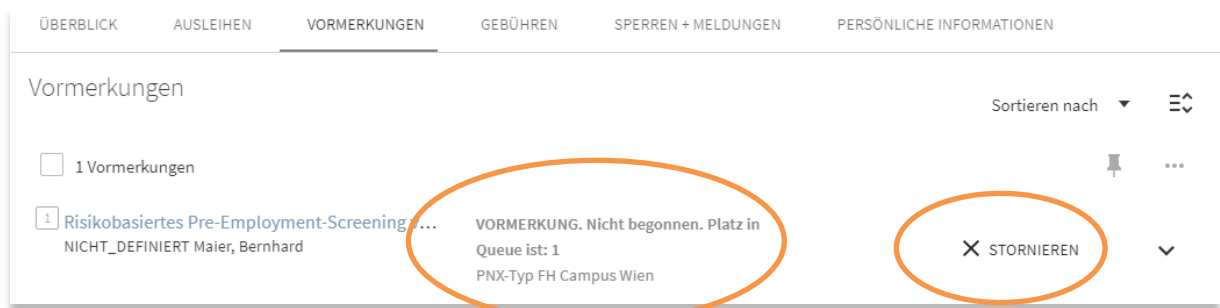 ÜBERBLICK AUSLEIHEN VORMERKUNGEN GEBÜHREN SPERREN + MELDUNGEN PERSÖNLICHE INFORMATIONEN
Vormerkungen
Sortieren nach
1 Vormerkungen
1 Risikobasiertes Pre-Employment-Screening v...
NICHT_DEFINIERT Maier, Bernhard
VORMERKUNG. Nicht begonnen. Platz in
Queue ist: 1
PNX-Typ FH Campus Wien
STORNIEREN